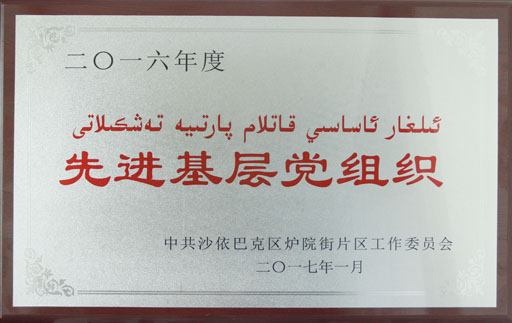 二〇一六年度
ئىلغار ئاساسىي قاتلام پارتىيە تەشكىلاتى
先进基层党组织
中共沙依巴克区炉院街片区工作委员会
二〇一七年一月